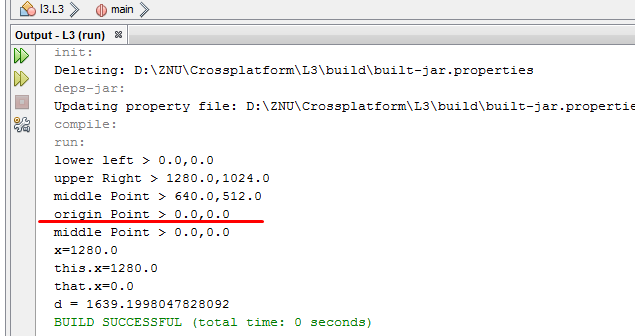 l3.L3 main
Output - L3 (run)
init:
Deleting: D:\ZNU\Crossplatform\L3\build\built-jar.properties
deps-jar:
Updating property file: D:\ZNU\Crossplatform\L3\build\built-jar.propertie
compile:
run:
lower left > 0.0,0.0
upper Right > 1280.0,1024.0
middle Point > 640.0,512.0
origin Point > 0.0,0.0
middle Point > 0.0,0.0
x=1280.0
this.x=1280.0
that.x=0.0
d = 1639.1998047828092
BUILD SUCCESSFUL (total time: 0 seconds)